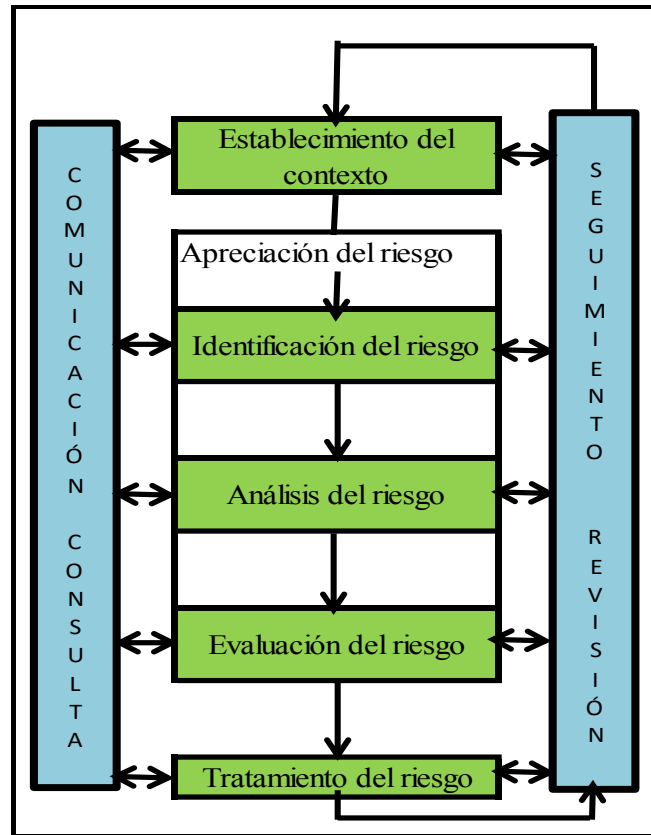 COMUNICACIÓN CONSULTA
Establecimiento del
contexto
Apreciación del riesgo
Identificación del riesgo
Análisis del riesgo
Evaluación del riesgo
Tratamiento del riesgo
SEGUIMIENTO REVISIÓN